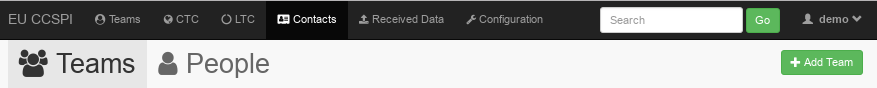 EU CCSPI Teams CTC LTC Contacts Received Data Configuration Search Go demo
Teams People Add Team